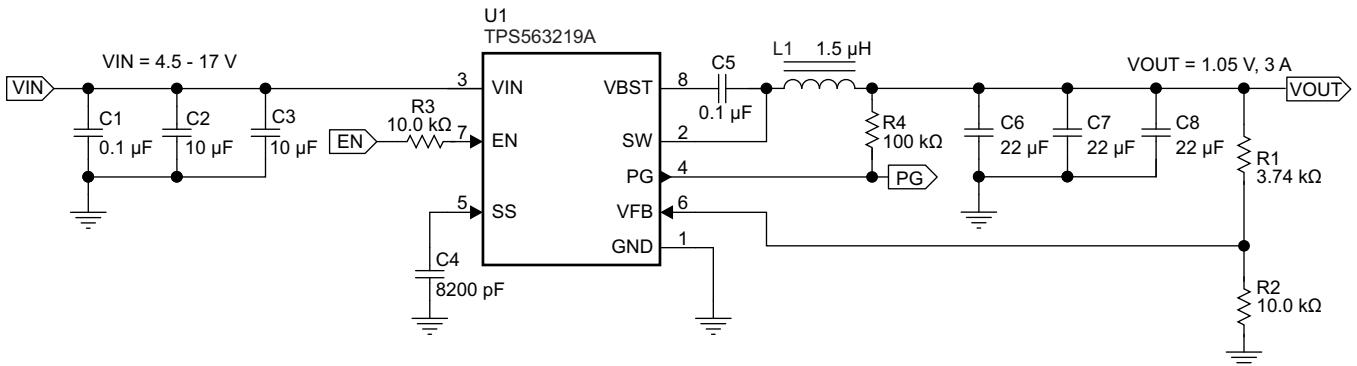 U1
TPS563219A
VIN = 4.5 - 17 V
VIN
C1
0.1 µF
C2
10 µF
C3
10 µF
R3
10.0 kΩ
EN
C4
8200 pF
3
VIN
7
EN
5
SS
VBST
8
SW
2
PG
4
VFB
6
GND
1
C5
0.1 µF
L1
1.5 µH
R4
100 kΩ
PG
C6
22 µF
C7
22 µF
C8
22 µF
VOUT = 1.05 V, 3 A
VOUT
R1
3.74 kΩ
R2
10.0 kΩ